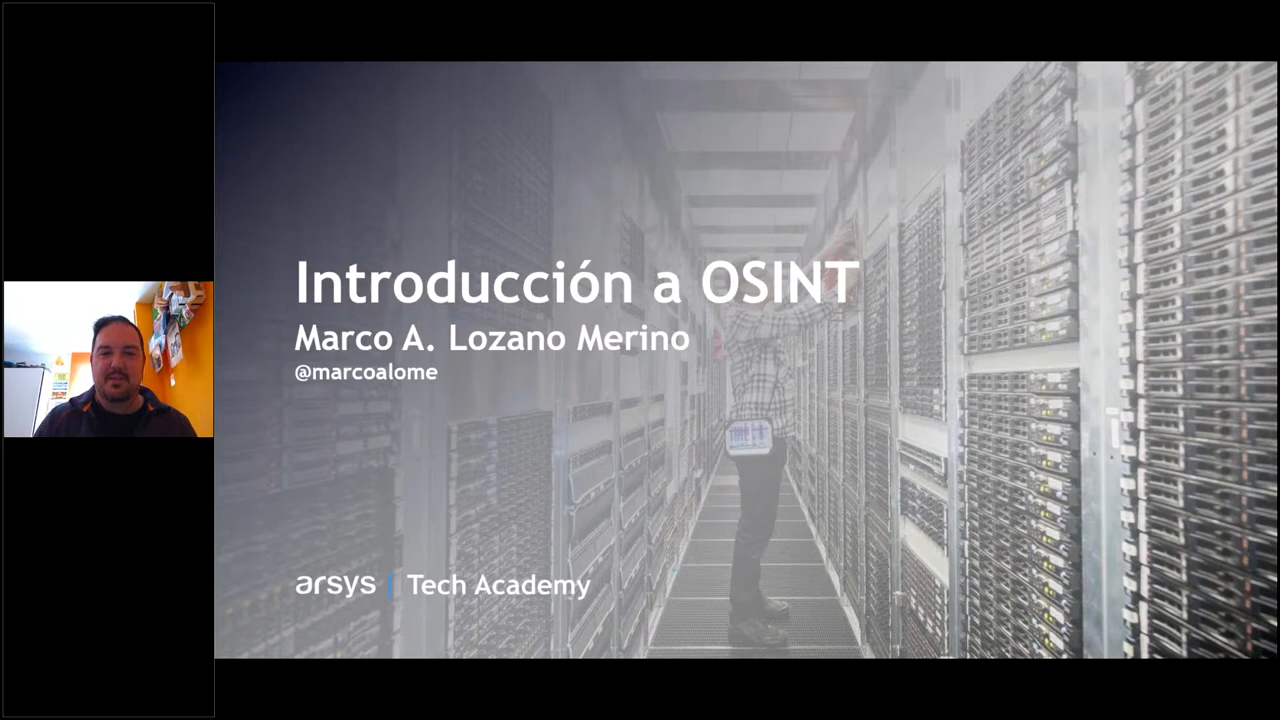 Introducción a OSINT
Marco A. Lozano Merino
@marcoalome
arsys | Tech Academy